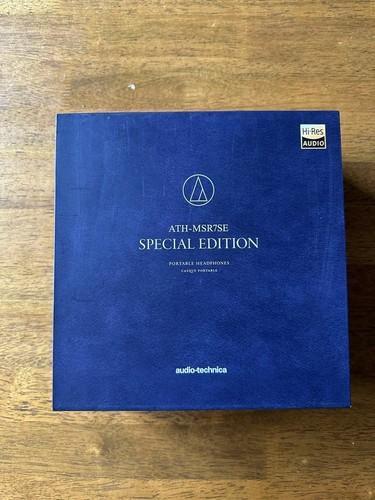 Hi-Res
AUDIO
ATH-MSR7SE
SPECIAL EDITION
PORTABLE HEADPHONES
CASQUE PORTABLE
audio-technica